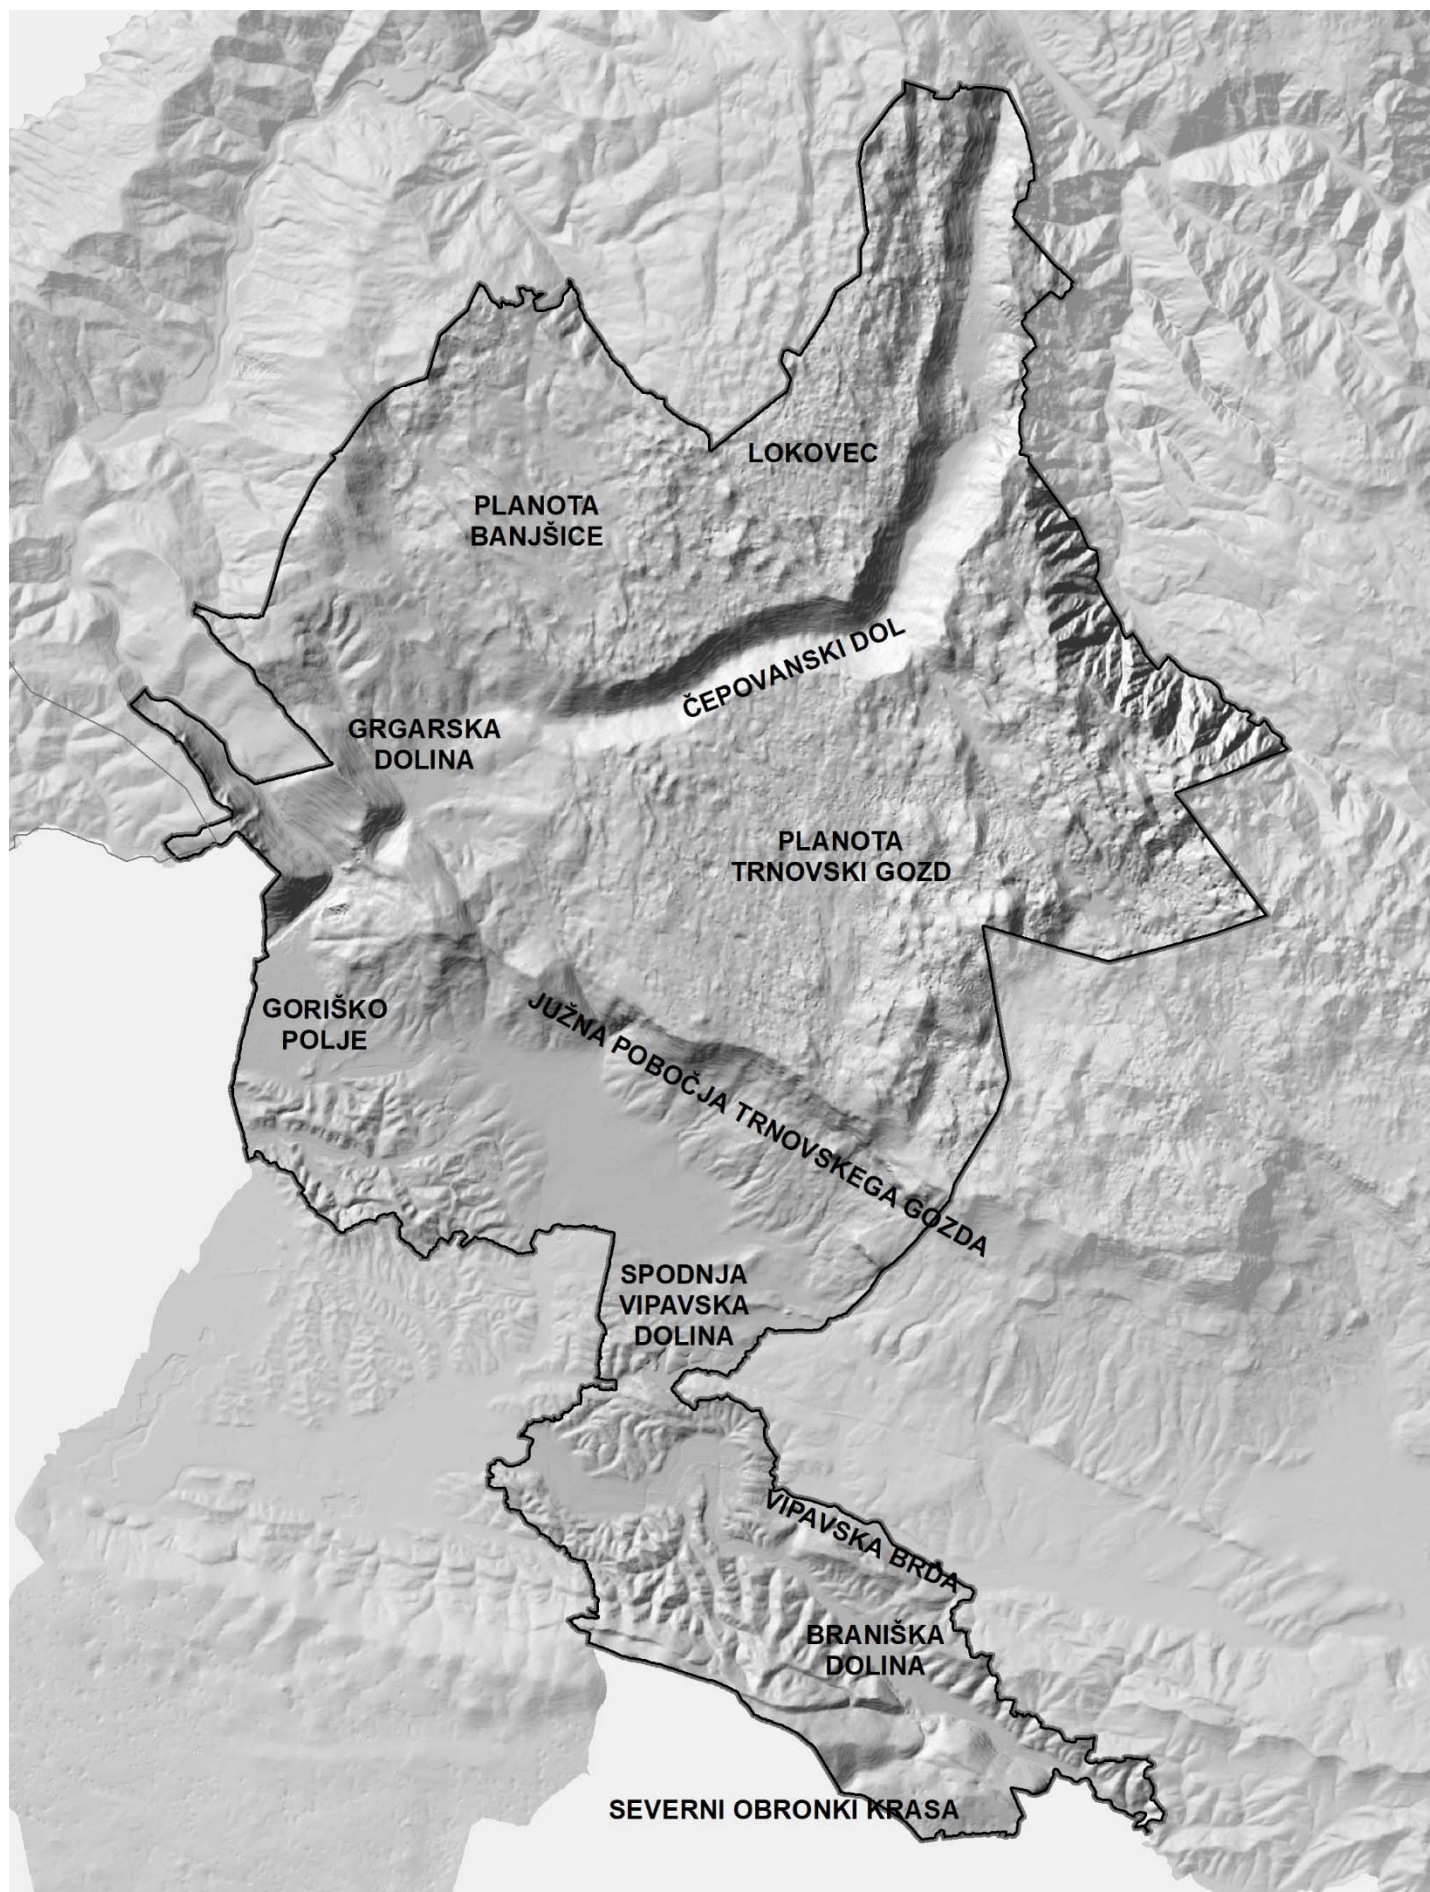 LOKOVEC
PLANOTA
BANJŠICE
ČEPOVANSKI DOL
GRGARSKA
DOLINA
PLANOTA
TRNOVSKI GOZD
GORIŠKO
POLJE
JUŽNA POBOČJA TRNOVSKEGA GOZDA
SPODNJA
VIPAVSKA
DOLINA
VIPAVSKA BRDA
BRANIŠKA
DOLINA
SEVERNI OBRONKI KRASA